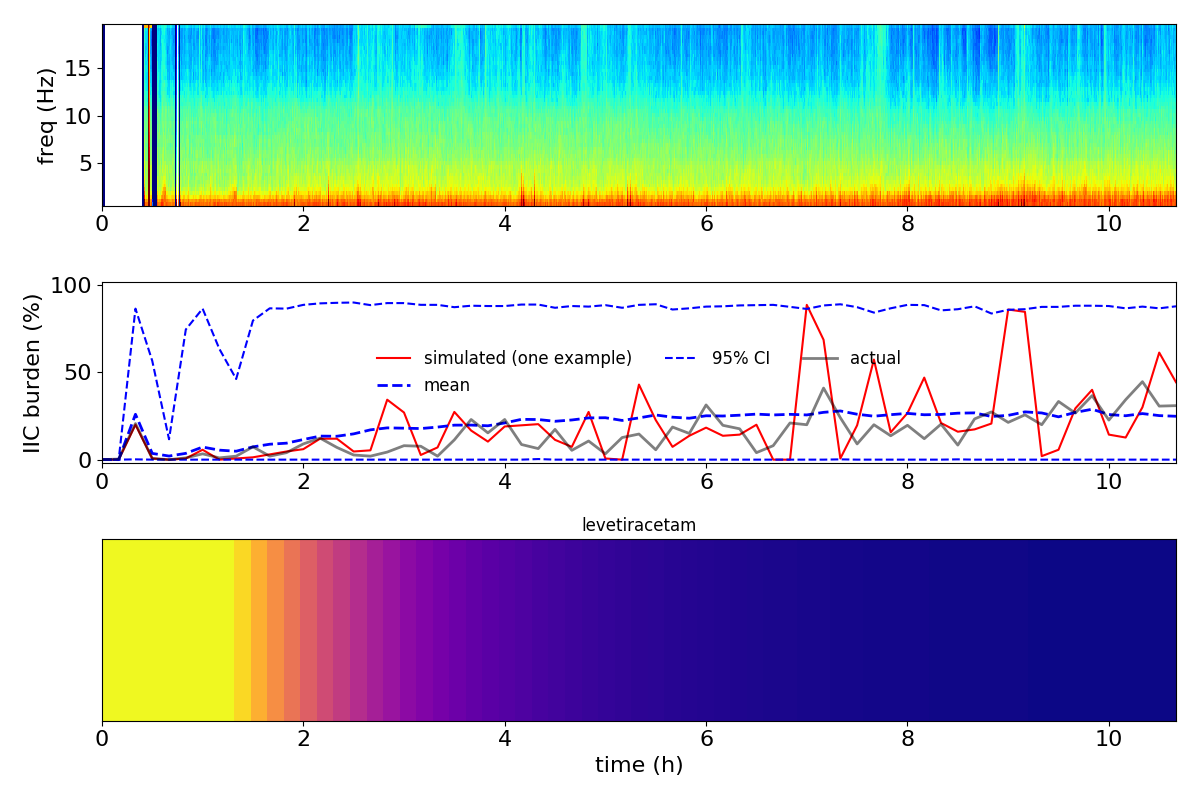 freq (Hz)
15
10
5
0 2 4 6 8 10
IIC burden (%)
100
50
0
simulated (one example) 95% CI actual
mean
0 2 4 6 8 10
levetiracetam
0 2 4 6 8 10
time (h)